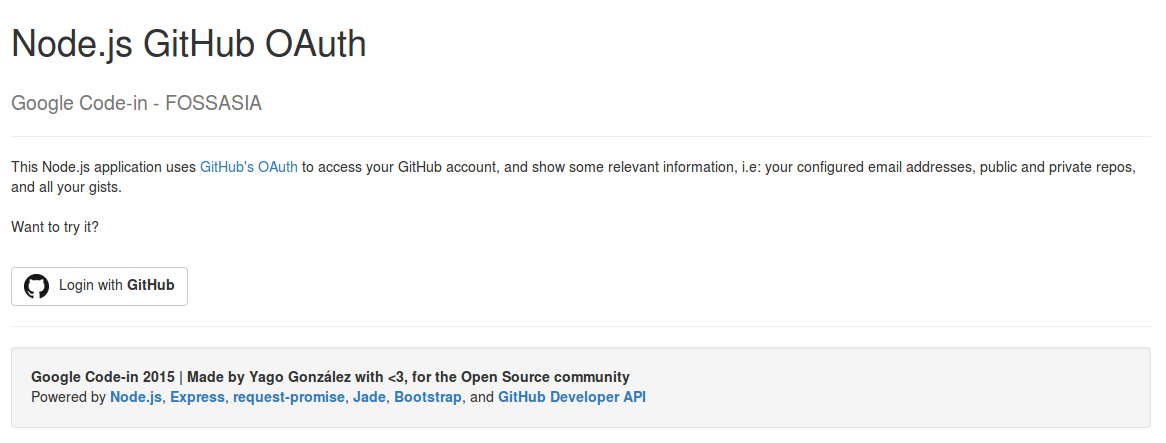 Node.js GitHub OAuth
Google Code-in - FOSSASIA
This Node.js application uses GitHub's OAuth to access your GitHub account, and show some relevant information, i.e: your configured email addresses, public and private repos,
and all your gists.
Want to try it?
Login with GitHub
Google Code-in 2015 | Made by Yago González with <3, for the Open Source community
Powered by Node.js, Express, request-promise, Jade, Bootstrap, and GitHub Developer API